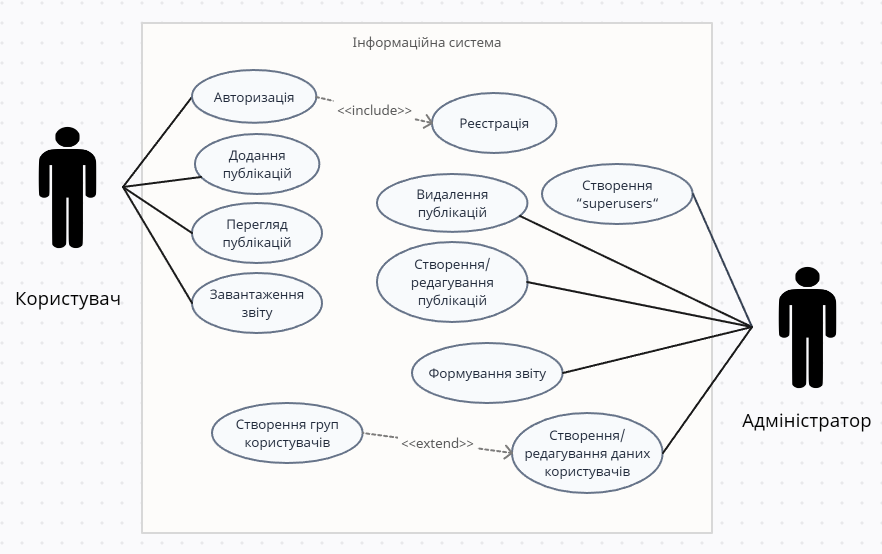 Інформаційна система
Авторизація
<<include>>
Реєстрація
Додання
публікацій
Видалення
публікацій
Створення
“superusers“
Перегляд
публікацій
Створення/
редагування
публікацій
Завантаження
звіту
Користувач
Формування звіту
Адміністратор
Створення груп
користувачів
<<extend>>
Створення/
редагування даних
користувачів